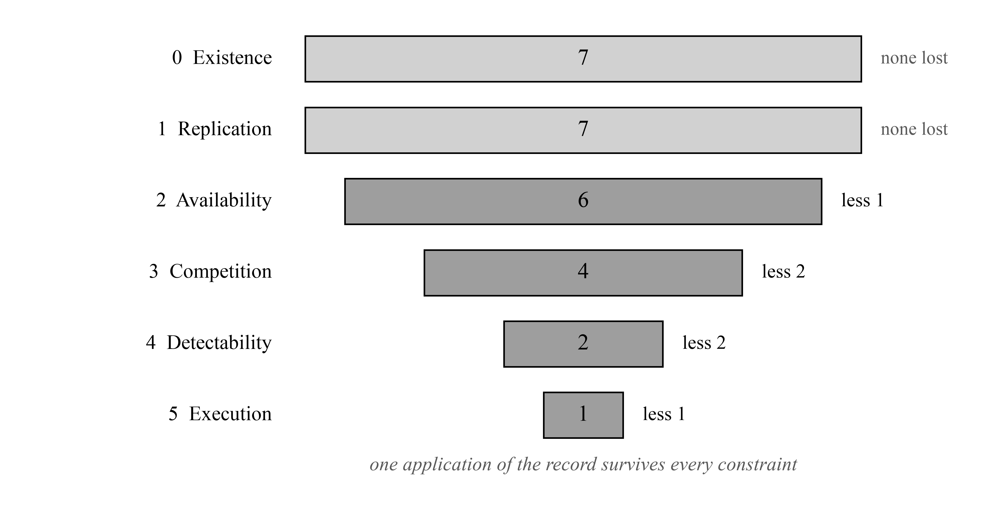 0 Existence 7 none lost
1 Replication 7 none lost
2 Availability 6 less 1
3 Competition 4 less 2
4 Detectability 2 less 2
5 Execution 1 less 1
one application of the record survives every constraint